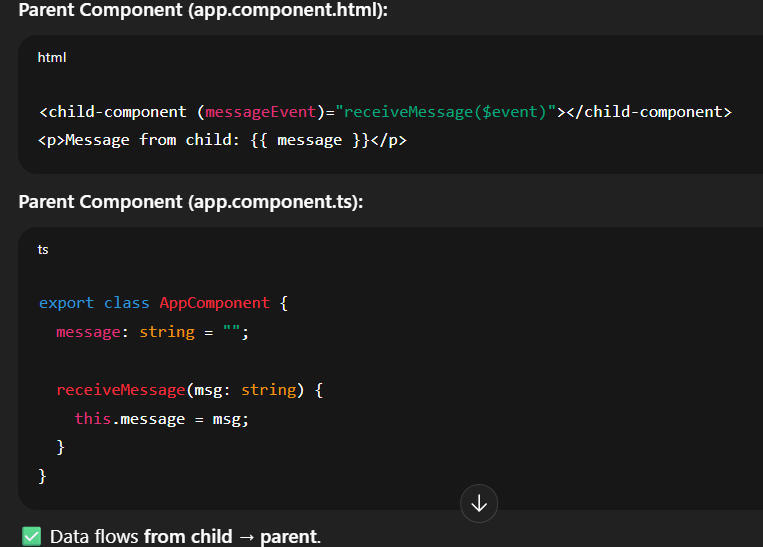 Parent Component (app.component.html):
html
<child-component (messageEvent)="receiveMessage($event)"></child-component>
<p>Message from child: {{ message }}</p>
Parent Component (app.component.ts):
ts
export class AppComponent {
  message: string = "";
  receiveMessage(msg: string) {
    this.message = msg;
  }
}
✅ Data flows from child → parent.